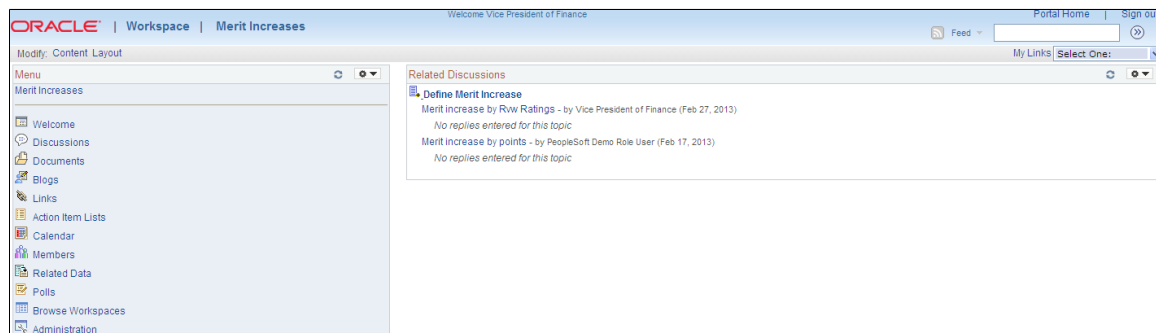 Welcome Vice President of Finance
Portal Home | Sign ou
ORACLE | Workspace | Merit Increases
Feed
Modify: Content Layout
My Links Select One:
Menu
Merit Increases
Welcome
Discussions
Documents
Blogs
Links
Action Item Lists
Calendar
Members
Related Data
Polls
Browse Workspaces
Administration
Related Discussions
Define Merit Increase
Merit increase by Rvw Ratings - by Vice President of Finance (Feb 27, 2013)
No replies entered for this topic
Merit increase by points - by PeopleSoft Demo Role User (Feb 17, 2013)
No replies entered for this topic